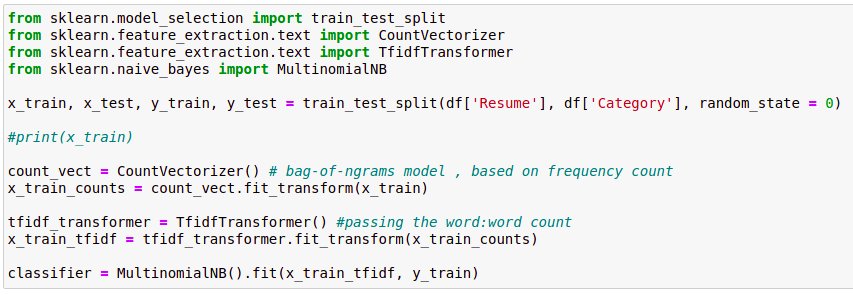 from sklearn.model_selection import train_test_split
from sklearn.feature_extraction.text import CountVectorizer
from sklearn.feature_extraction.text import TfidfTransformer
from sklearn.naive_bayes import MultinomialNB
x_train, x_test, y_train, y_test = train_test_split(df['Resume'], df['Category'], random_state = 0)
#print(x_train)
count_vect = CountVectorizer() # bag-of-ngrams model , based on frequency count
x_train_counts = count_vect.fit_transform(x_train)
tfidf_transformer = TfidfTransformer() #passing the word:word count
x_train_tfidf = tfidf_transformer.fit_transform(x_train_counts)
classifier = MultinomialNB().fit(x_train_tfidf, y_train)